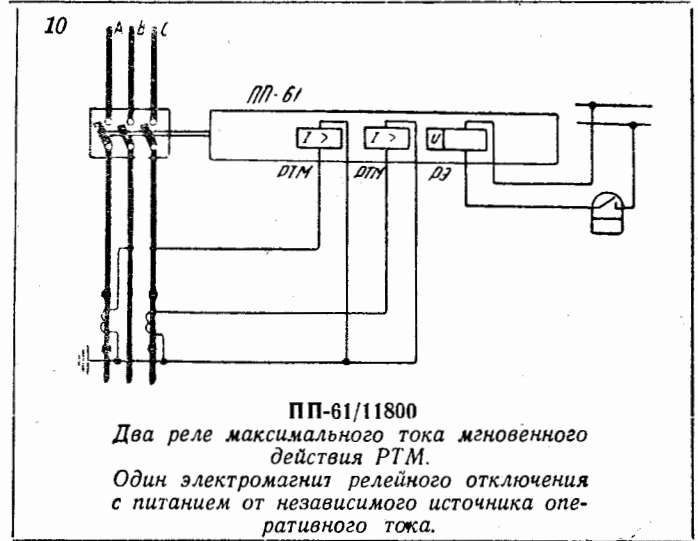 10
А В С
ПП-61
I >
I >
U
РТМ
РТМ
РЭ
ПП-61/11800
Два реле максимального тока мгновенного
действия РТМ.
Один электромагнит релейного отключения
с питанием от независимого источника опе-
ративного тока.